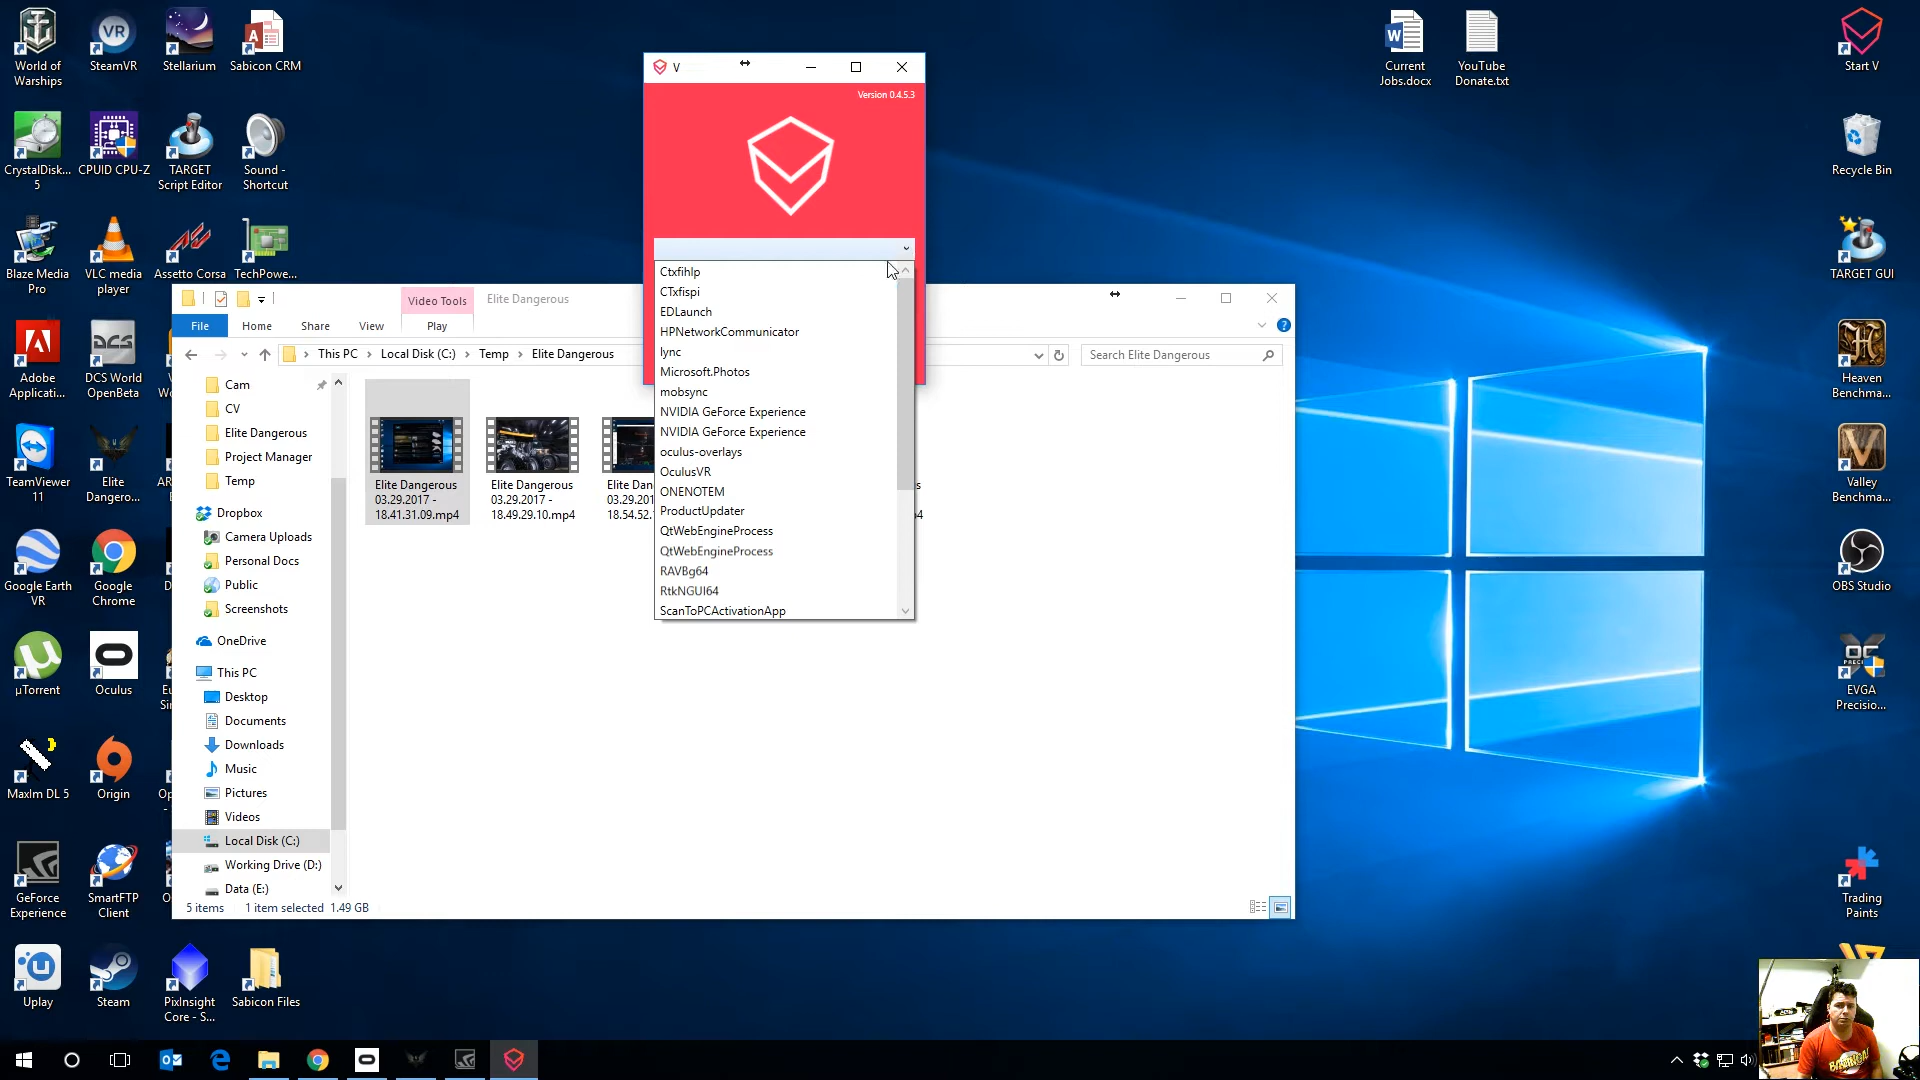 World of
Warships
SteamVR
Stellarium
Sabicon CRM
Current
Jobs.docx
YouTube
Donate.txt
Start V
V
Version 0.4.5.3
CrystalDisk...
5
CPUID CPU-Z
TARGET
Script Editor
Sound -
Shortcut
Recycle Bin
Blaze Media
Pro
VLC media
player
Assetto Corsa
TechPowe...
TARGET GUI
Ctxfihlp
CTxfispi
EDLaunch
HPNetworkCommunicator
lync
Microsoft.Photos
mobsync
NVIDIA GeForce Experience
NVIDIA GeForce Experience
oculus-overlays
OculusVR
ONENOTEM
ProductUpdater
QtWebEngineProcess
QtWebEngineProcess
RAVBg64
RtkNGUI64
ScanToPCActivationApp
Video Tools
Elite Dangerous
File
Home
Share
View
Play
This PC
Local Disk (C:)
Temp
Elite Dangerous
Search Elite Dangerous
Cam
CV
Elite Dangerous
Project Manager
Temp
Dropbox
Camera Uploads
Personal Docs
Public
Screenshots
OneDrive
This PC
Desktop
Documents
Downloads
Music
Pictures
Videos
Local Disk (C:)
Working Drive (D:)
Data (E:)
Elite Dangerous
03.29.2017 -
18.41.31.09.mp4
Elite Dangerous
03.29.2017 -
18.49.29.10.mp4
Elite Dan
03.29.201
18.54.52.
s
4
5 items
1 item selected
1.49 GB
Adobe
Applicati...
DCS World
OpenBeta
Heaven
Benchma...
TeamViewer
11
Elite
Dangero...
Valley
Benchma...
Google Earth
VR
Google
Chrome
OBS Studio
µTorrent
Oculus
EVGA
Precisio...
MaxIm DL 5
Origin
GeForce
Experience
SmartFTP
Client
Trading
Paints
Uplay
Steam
PixInsight
Core - S...
Sabicon Files